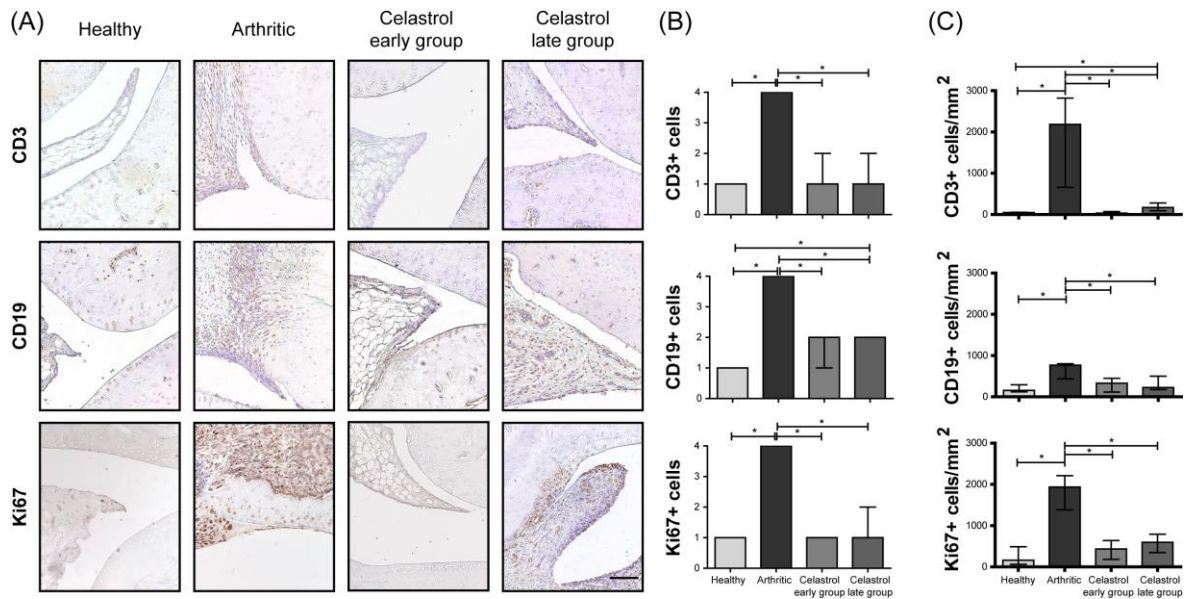 (A)
Healthy
Arthritic
Celastrol
early group
Celastrol
late group
CD3
CD19
Ki67
(B)
*
*
*
4
3
2
1
CD3+ cells
*
*
*
*
4
3
2
1
0
CD19+ cells
*
*
*
4
3
2
1
0
Ki67+ cells
Healthy
Arthritic
Celastrol
early group
Celastrol
late group
(C)
*
*
*
*
3000
2000
1000
0
CD3+ cells/mm²
*
*
*
3000
2000
1000
0
CD19+ cells/mm²
*
*
*
3000
2000
1000
0
Ki67+ cells/mm²
Healthy
Arthritic
Celastrol
early group
Celastrol
late group